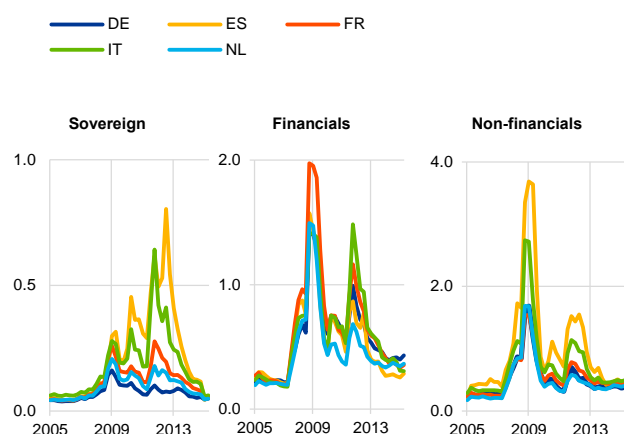 DE ES FR
IT NL
Sovereign Financials Non-financials
1.0 2.0 4.0
0.5 1.0 2.0
0.0 0.0 0.0
2005 2009 2013 2005 2009 2013 2005 2009 2013